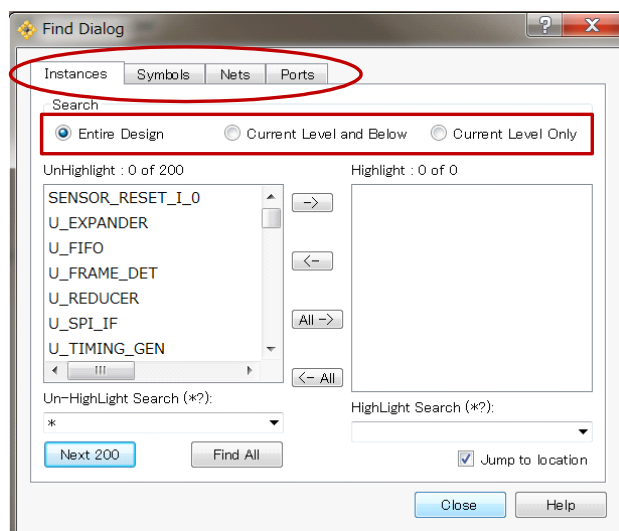 Find Dialog
Instances Symbols Nets Ports
Search
Entire Design Current Level and Below Current Level Only
UnHighlight : 0 of 200 Highlight : 0 of 0
SENSOR_RESET_I_0
U_EXPANDER
U_FIFO
U_FRAME_DET
U_REDUCER
U_SPI_IF
U_TIMING_GEN
->
<-
All ->
<- All
Un-HighLight Search (*?):
*
HighLight Search (*?):
Next 200 Find All
Jump to location
Close Help